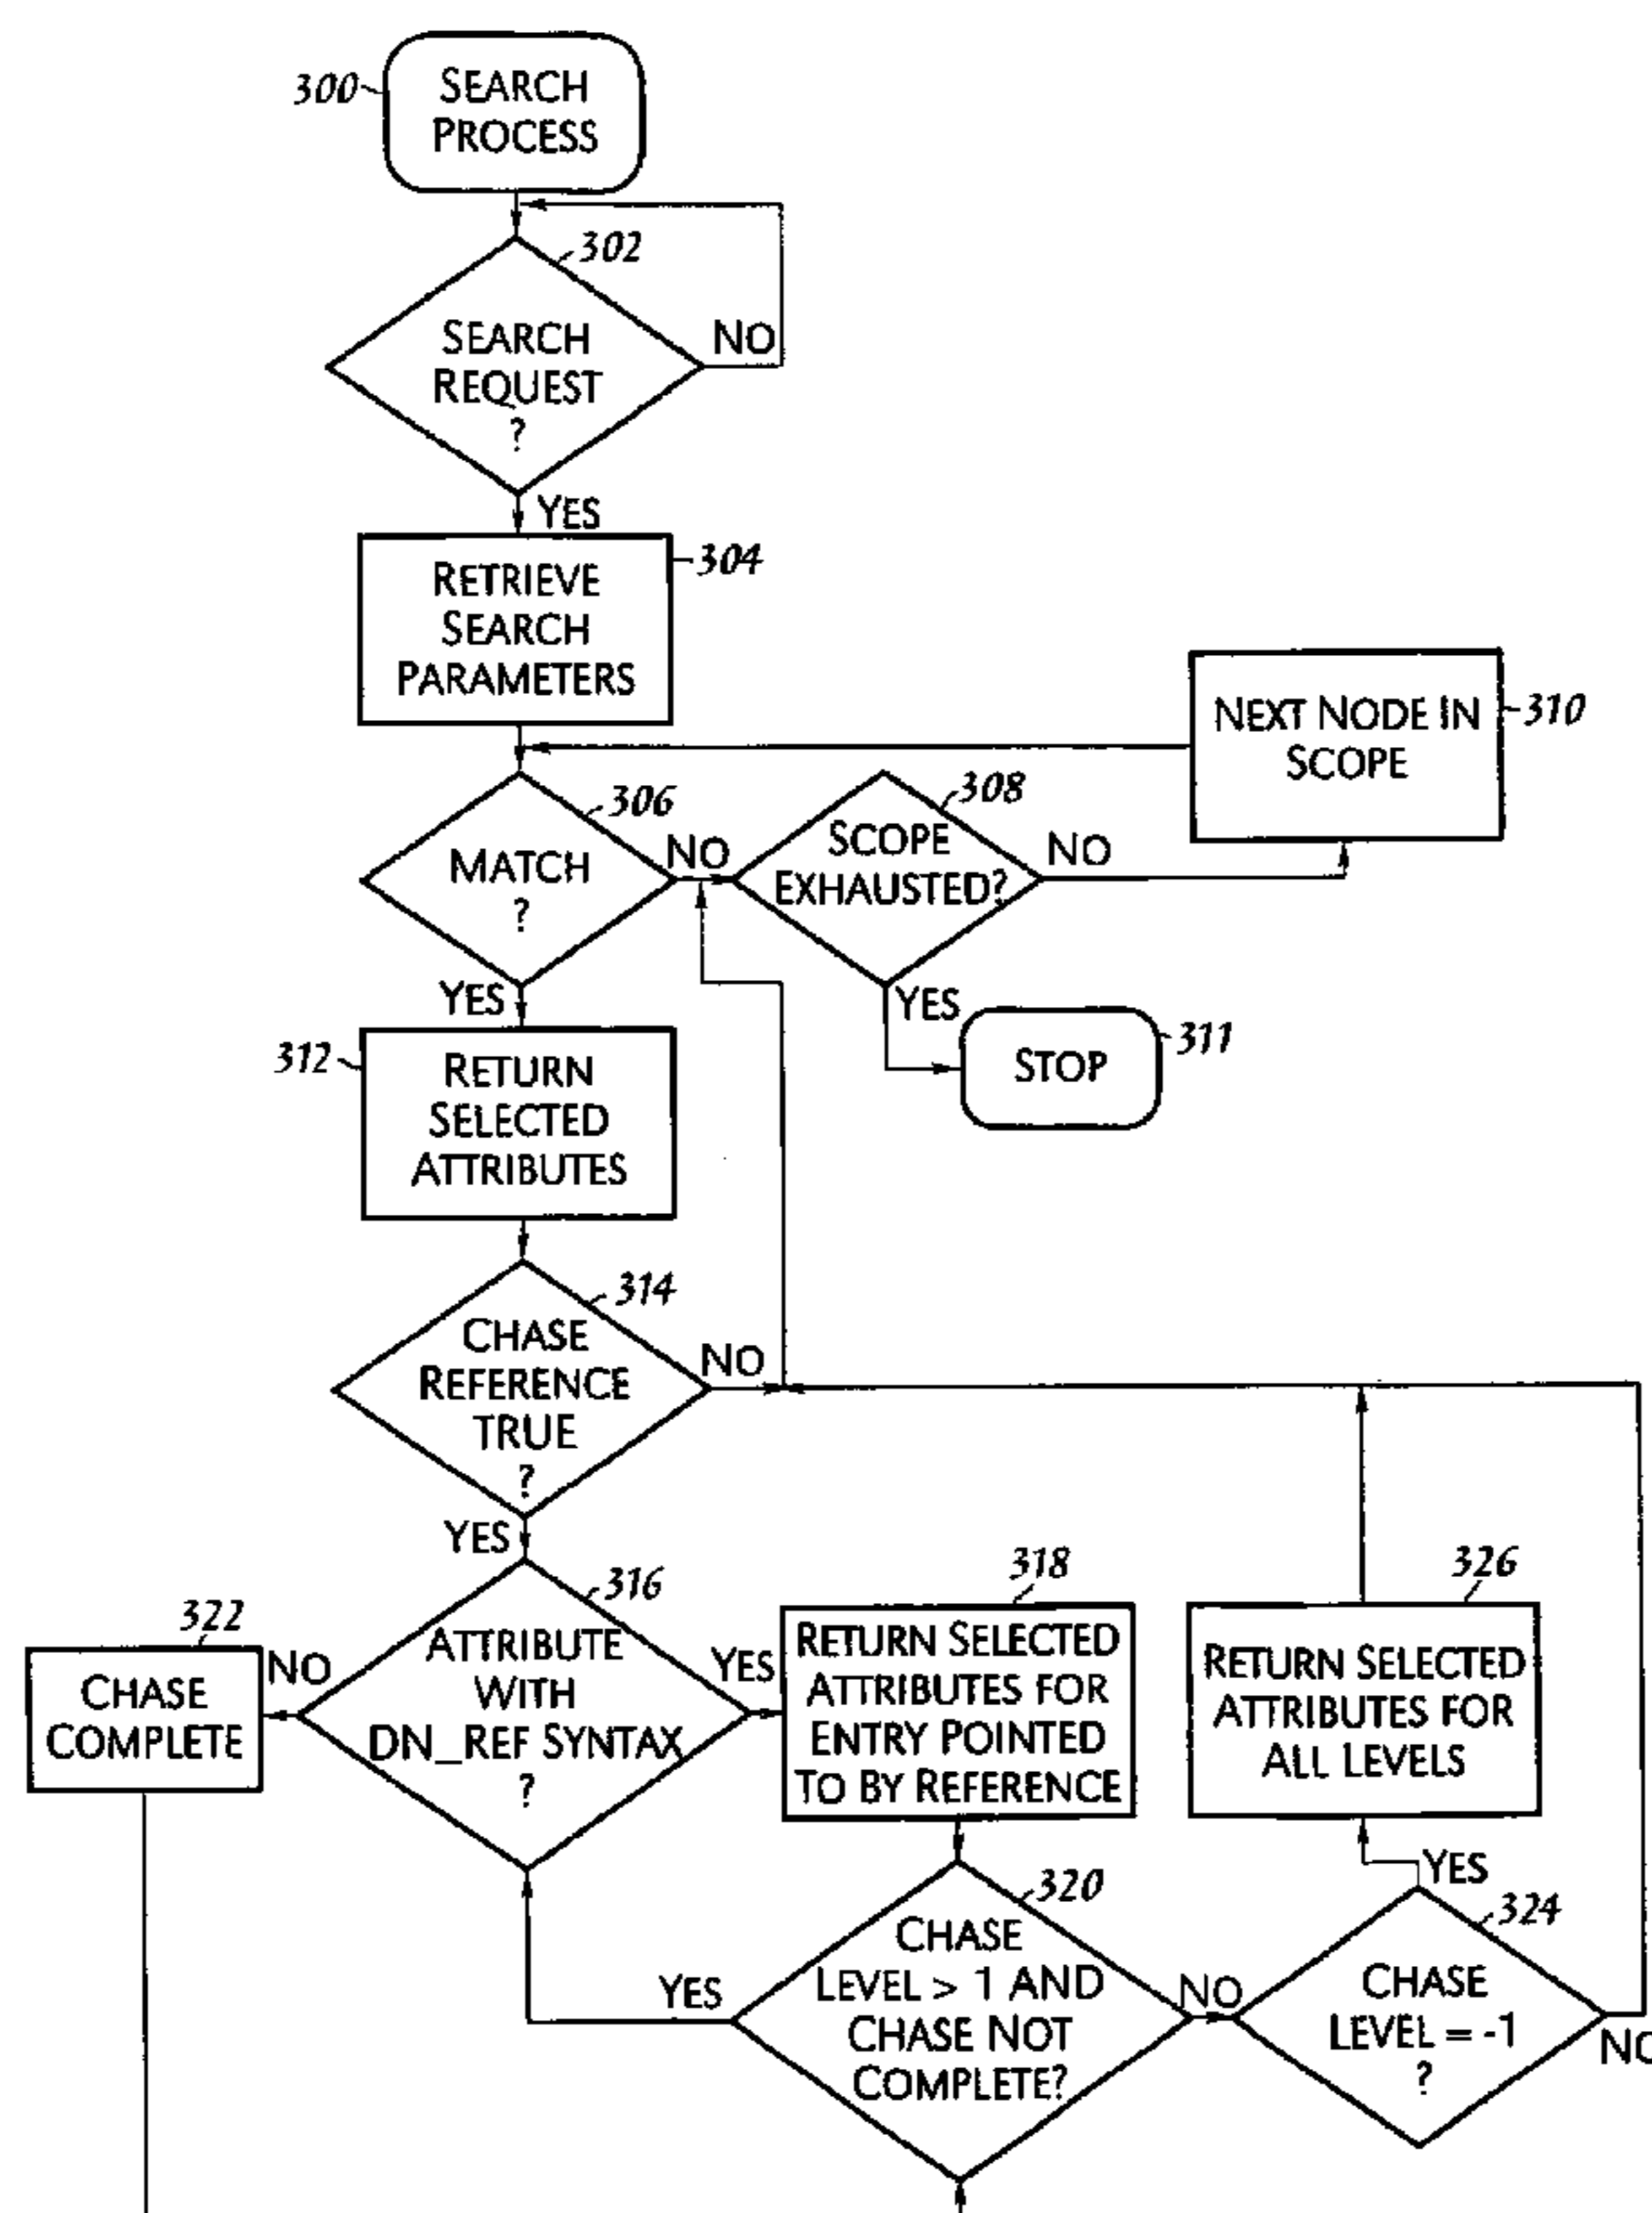 300
SEARCH
PROCESS
302
SEARCH
REQUEST
?
NO
YES
RETRIEVE
SEARCH
PARAMETERS
304
NEXT NODE IN
SCOPE
310
306
MATCH
?
NO
308
SCOPE
EXHAUSTED?
NO
YES
YES
STOP
311
312
RETURN
SELECTED
ATTRIBUTES
314
CHASE
REFERENCE
TRUE
?
NO
YES
316
ATTRIBUTE
WITH
DN_REF SYNTAX
?
NO
YES
322
CHASE
COMPLETE
318
RETURN SELECTED
ATTRIBUTES FOR
ENTRY POINTED
TO BY REFERENCE
326
RETURN SELECTED
ATTRIBUTES FOR
ALL LEVELS
320
CHASE
LEVEL > 1 AND
CHASE NOT
COMPLETE?
YES
NO
YES
324
CHASE
LEVEL = -1
?
NO